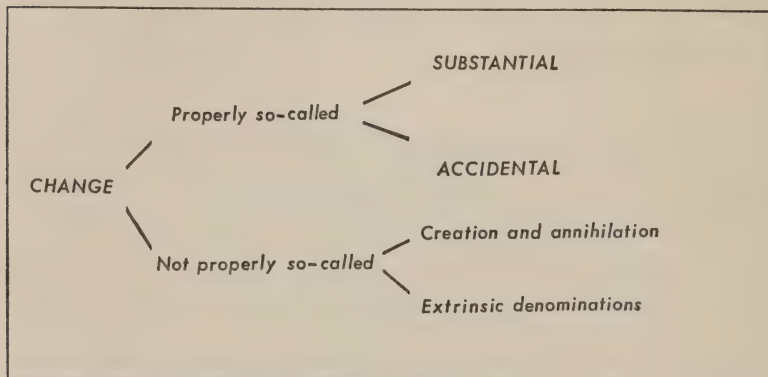 SUBSTANTIAL
Properly so-called
ACCIDENTAL
CHANGE
Creation and annihilation
Not properly so-called
Extrinsic denominations